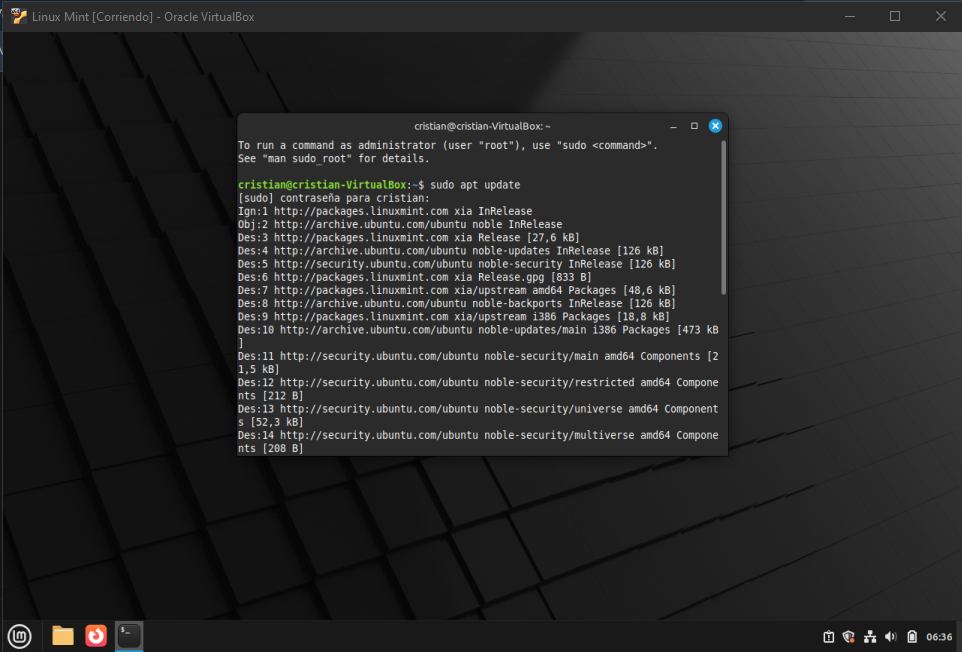 Linux Mint [Corriendo] - Oracle VirtualBox
cristian@cristian-VirtualBox: ~
To run a command as administrator (user "root"), use "sudo <command>".
See "man sudo_root" for details.
cristian@cristian-VirtualBox:~$ sudo apt update
[sudo] contraseña para cristian:
Ign:1 http://packages.linuxmint.com xia InRelease
Obj:2 http://archive.ubuntu.com/ubuntu noble InRelease
Des:3 http://packages.linuxmint.com xia Release [27,6 kB]
Des:4 http://archive.ubuntu.com/ubuntu noble-updates InRelease [126 kB]
Des:5 http://security.ubuntu.com/ubuntu noble-security InRelease [126 kB]
Des:6 http://packages.linuxmint.com xia Release.gpg [833 B]
Des:7 http://packages.linuxmint.com xia/upstream amd64 Packages [48,6 kB]
Des:8 http://archive.ubuntu.com/ubuntu noble-backports InRelease [126 kB]
Des:9 http://packages.linuxmint.com xia/upstream i386 Packages [18,8 kB]
Des:10 http://archive.ubuntu.com/ubuntu noble-updates/main i386 Packages [473 kB
]
Des:11 http://security.ubuntu.com/ubuntu noble-security/main amd64 Components [2
1,5 kB]
Des:12 http://security.ubuntu.com/ubuntu noble-security/restricted amd64 Compone
nts [212 B]
Des:13 http://security.ubuntu.com/ubuntu noble-security/universe amd64 Component
s [52,3 kB]
Des:14 http://security.ubuntu.com/ubuntu noble-security/multiverse amd64 Compone
nts [208 B]
06:36